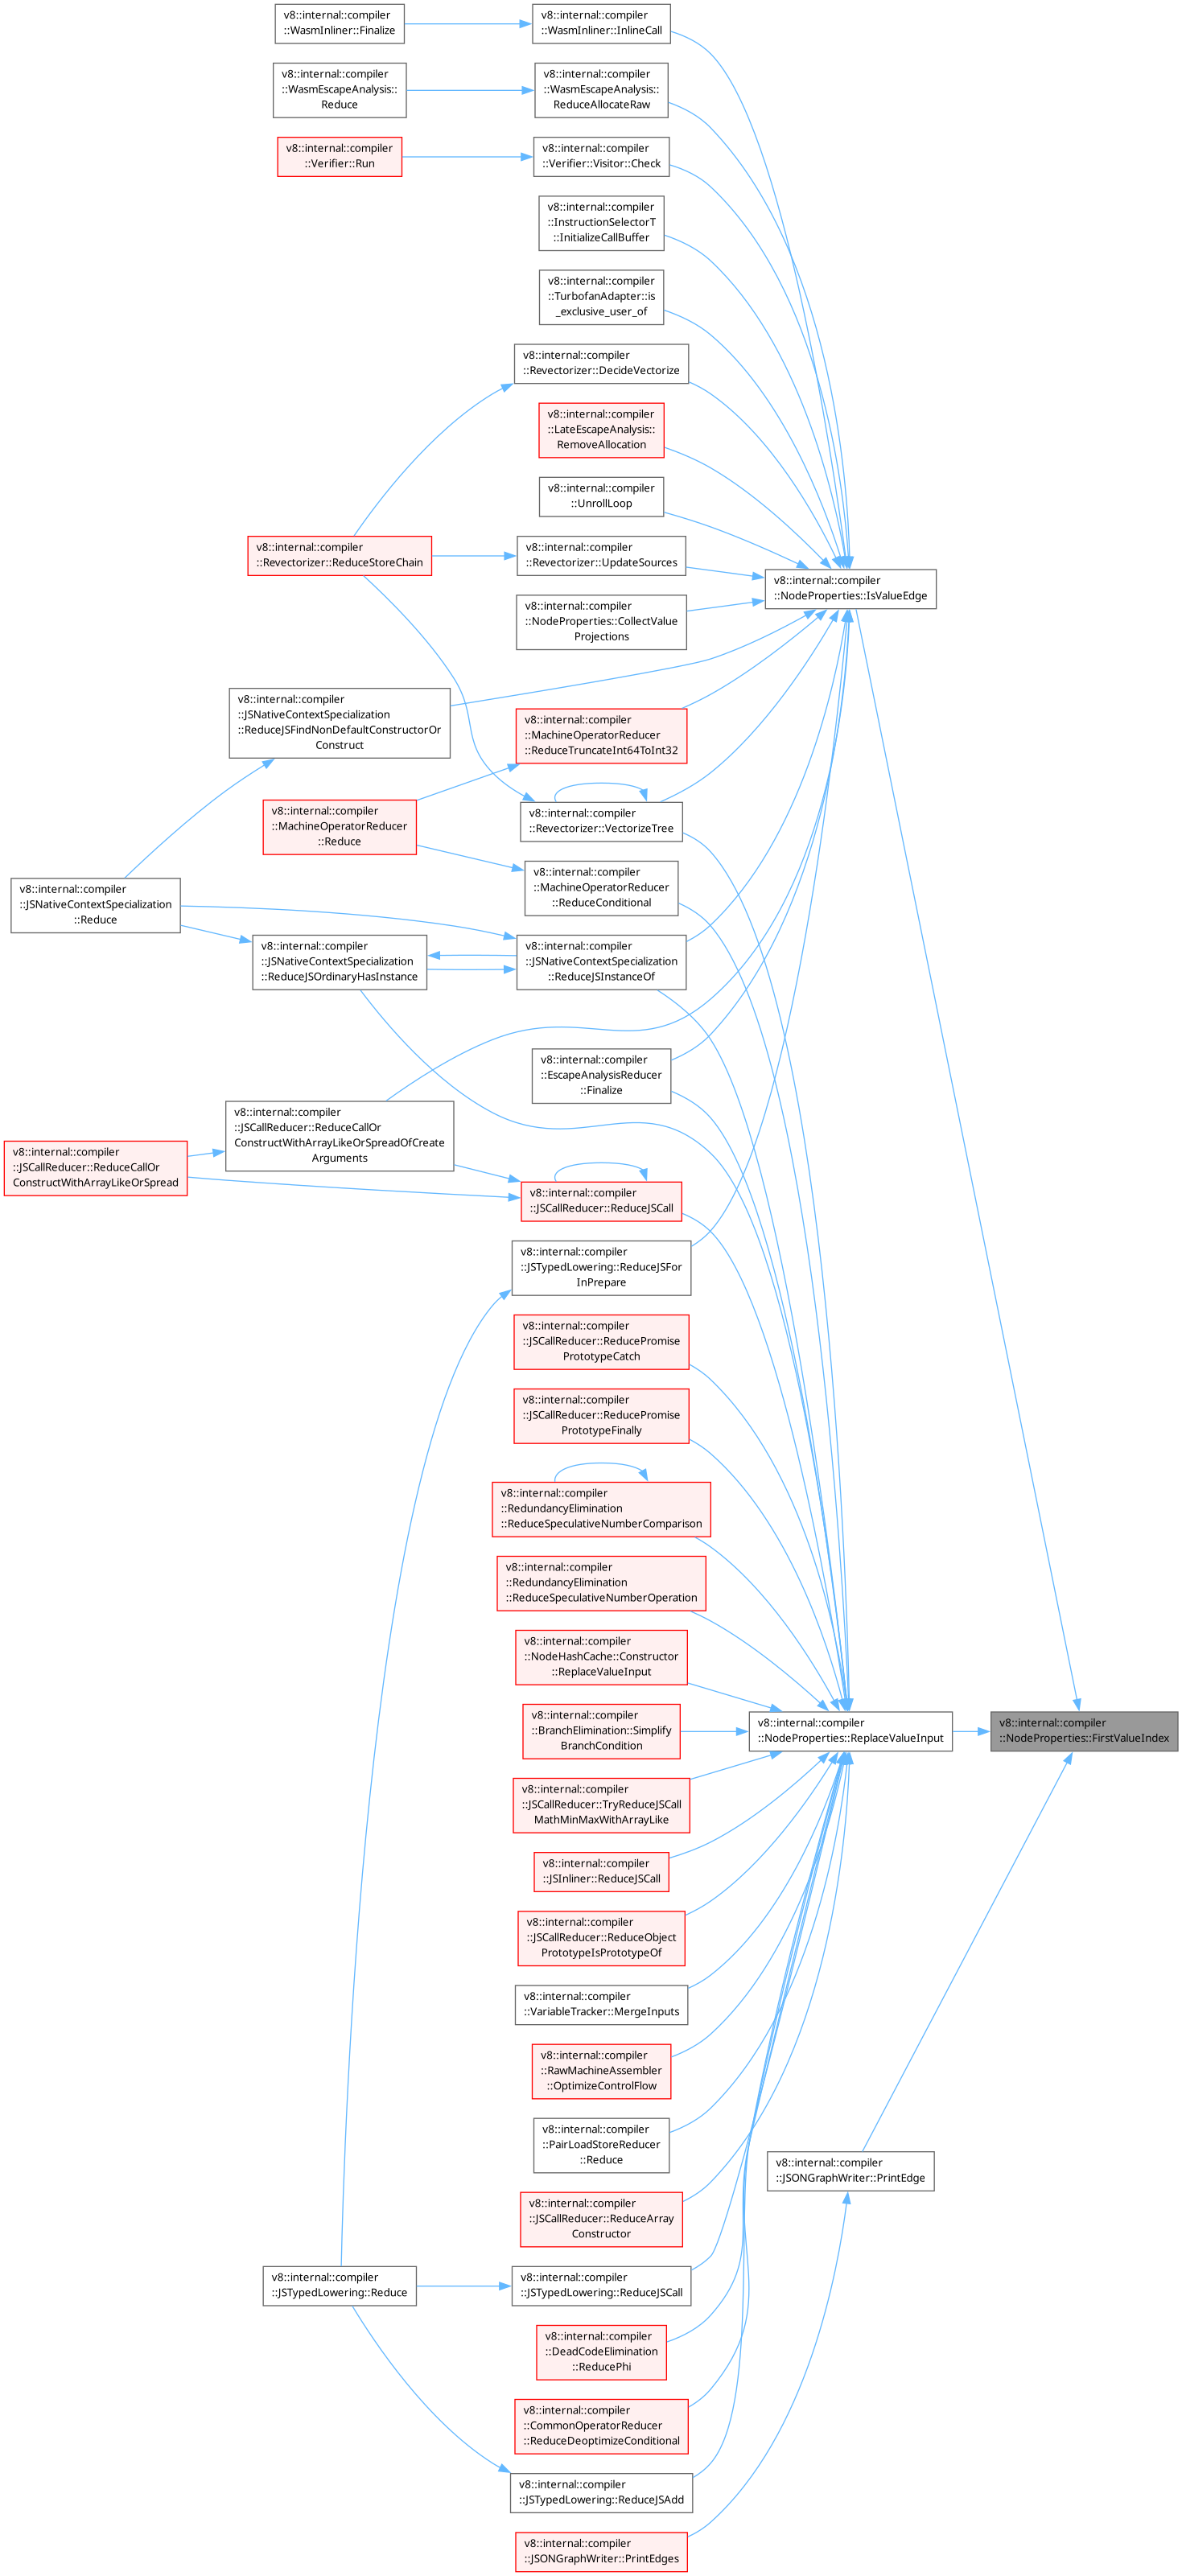 v8::internal::compiler
::WasmInliner::Finalize
v8::internal::compiler
::WasmInliner::InlineCall
v8::internal::compiler
::WasmEscapeAnalysis::
Reduce
v8::internal::compiler
::WasmEscapeAnalysis::
ReduceAllocateRaw
v8::internal::compiler
::Verifier::Run
v8::internal::compiler
::Verifier::Visitor::Check
v8::internal::compiler
::InstructionSelectorT
::InitializeCallBuffer
v8::internal::compiler
::TurbofanAdapter::is
_exclusive_user_of
v8::internal::compiler
::Revectorizer::DecideVectorize
v8::internal::compiler
::LateEscapeAnalysis::
RemoveAllocation
v8::internal::compiler
::UnrollLoop
v8::internal::compiler
::Revectorizer::ReduceStoreChain
v8::internal::compiler
::Revectorizer::UpdateSources
v8::internal::compiler
::NodeProperties::IsValueEdge
v8::internal::compiler
::NodeProperties::CollectValue
Projections
v8::internal::compiler
::JSNativeContextSpecialization
::ReduceJSFindNonDefaultConstructorOr
Construct
v8::internal::compiler
::MachineOperatorReducer
::ReduceTruncateInt64ToInt32
v8::internal::compiler
::MachineOperatorReducer
::Reduce
v8::internal::compiler
::Revectorizer::VectorizeTree
v8::internal::compiler
::MachineOperatorReducer
::ReduceConditional
v8::internal::compiler
::JSNativeContextSpecialization
::Reduce
v8::internal::compiler
::JSNativeContextSpecialization
::ReduceJSOrdinaryHasInstance
v8::internal::compiler
::JSNativeContextSpecialization
::ReduceJSInstanceOf
v8::internal::compiler
::EscapeAnalysisReducer
::Finalize
v8::internal::compiler
::JSCallReducer::ReduceCallOr
ConstructWithArrayLikeOrSpreadOfCreate
Arguments
v8::internal::compiler
::JSCallReducer::ReduceCallOr
ConstructWithArrayLikeOrSpread
v8::internal::compiler
::JSCallReducer::ReduceJSCall
v8::internal::compiler
::JSTypedLowering::ReduceJSFor
InPrepare
v8::internal::compiler
::JSCallReducer::ReducePromise
PrototypeCatch
v8::internal::compiler
::JSCallReducer::ReducePromise
PrototypeFinally
v8::internal::compiler
::RedundancyElimination
::ReduceSpeculativeNumberComparison
v8::internal::compiler
::RedundancyElimination
::ReduceSpeculativeNumberOperation
v8::internal::compiler
::NodeHashCache::Constructor
::ReplaceValueInput
v8::internal::compiler
::BranchElimination::Simplify
BranchCondition
v8::internal::compiler
::NodeProperties::ReplaceValueInput
v8::internal::compiler
::NodeProperties::FirstValueIndex
v8::internal::compiler
::JSCallReducer::TryReduceJSCall
MathMinMaxWithArrayLike
v8::internal::compiler
::JSInliner::ReduceJSCall
v8::internal::compiler
::JSCallReducer::ReduceObject
PrototypeIsPrototypeOf
v8::internal::compiler
::VariableTracker::MergeInputs
v8::internal::compiler
::RawMachineAssembler
::OptimizeControlFlow
v8::internal::compiler
::PairLoadStoreReducer
::Reduce
v8::internal::compiler
::JSONGraphWriter::PrintEdge
v8::internal::compiler
::JSCallReducer::ReduceArray
Constructor
v8::internal::compiler
::JSTypedLowering::Reduce
v8::internal::compiler
::JSTypedLowering::ReduceJSCall
v8::internal::compiler
::DeadCodeElimination
::ReducePhi
v8::internal::compiler
::CommonOperatorReducer
::ReduceDeoptimizeConditional
v8::internal::compiler
::JSTypedLowering::ReduceJSAdd
v8::internal::compiler
::JSONGraphWriter::PrintEdges